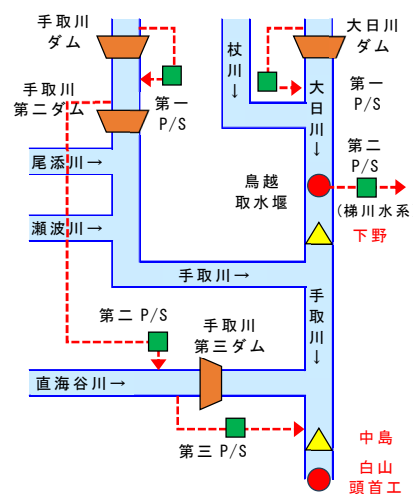 手取川
ダム
大日川
ダム
杖川→
大日川→
第一
P/S
手取川
第二ダム
第一
P/S
第二
P/S
尾添川→
鳥越
取水堰
(梯川水系
瀬波川→
下野
手取川→
手取川→
第二 P/S
手取川
第三ダム
直海谷川→
第三 P/S
中島
白山
頭首工